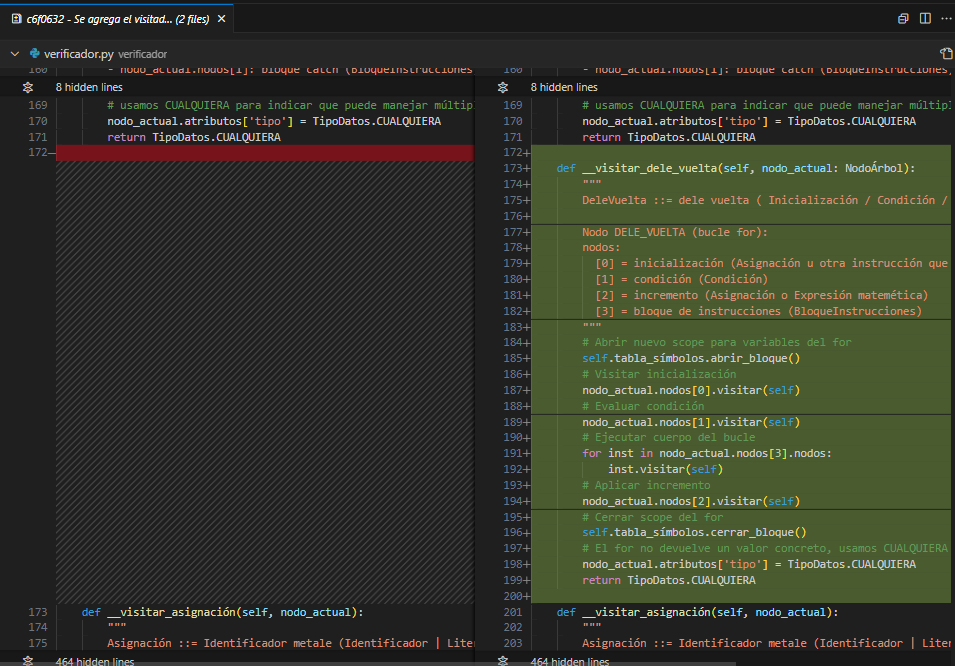 c6f0632 - Se agrega el visitad... (2 files)
verificador.py verificador
160 - nodo_actual.nodos[1]: bloque catch (BloqueInstrucciones
8 hidden lines
169 # usamos CUALQUIERA para indicar que puede manejar múltip
170 nodo_actual.atributos['tipo'] = TipoDatos.CUALQUIERA
171 return TipoDatos.CUALQUIERA
172-
173 def __visitar_asignación(self, nodo_actual):
174 """
175 Asignación ::= Identificador metale (Identificador | Lite
464 hidden lines
160 - nodo_actual.nodos[1]: bloque catch (BloqueInstrucciones
8 hidden lines
169 # usamos CUALQUIERA para indicar que puede manejar múltipl
170 nodo_actual.atributos['tipo'] = TipoDatos.CUALQUIERA
171 return TipoDatos.CUALQUIERA
172+
173+ def __visitar_dele_vuelta(self, nodo_actual: NodoÁrbol):
174+ """
175+ DeleVuelta ::= dele vuelta ( Inicialización / Condición /
176+
177+ Nodo DELE_VUELTA (bucle for):
178+ nodos:
179+ [0] = inicialización (Asignación u otra instrucción que
180+ [1] = condición (Condición)
181+ [2] = incremento (Asignación o Expresión matemética)
182+ [3] = bloque de instrucciones (BloqueInstrucciones)
183+ """
184+ # Abrir nuevo scope para variables del for
185+ self.tabla_símbolos.abrir_bloque()
186+ # Visitar inicialización
187+ nodo_actual.nodos[0].visitar(self)
188+ # Evaluar condición
189+ nodo_actual.nodos[1].visitar(self)
190+ # Ejecutar cuerpo del bucle
191+ for inst in nodo_actual.nodos[3].nodos:
192+ inst.visitar(self)
193+ # Aplicar incremento
194+ nodo_actual.nodos[2].visitar(self)
195+ # Cerrar scope del for
196+ self.tabla_símbolos.cerrar_bloque()
197+ # El for no devuelve un valor concreto, usamos CUALQUIERA
198+ nodo_actual.atributos['tipo'] = TipoDatos.CUALQUIERA
199+ return TipoDatos.CUALQUIERA
200+
201 def __visitar_asignación(self, nodo_actual):
202 """
203 Asignación ::= Identificador metale (Identificador | Liter
464 hidden lines